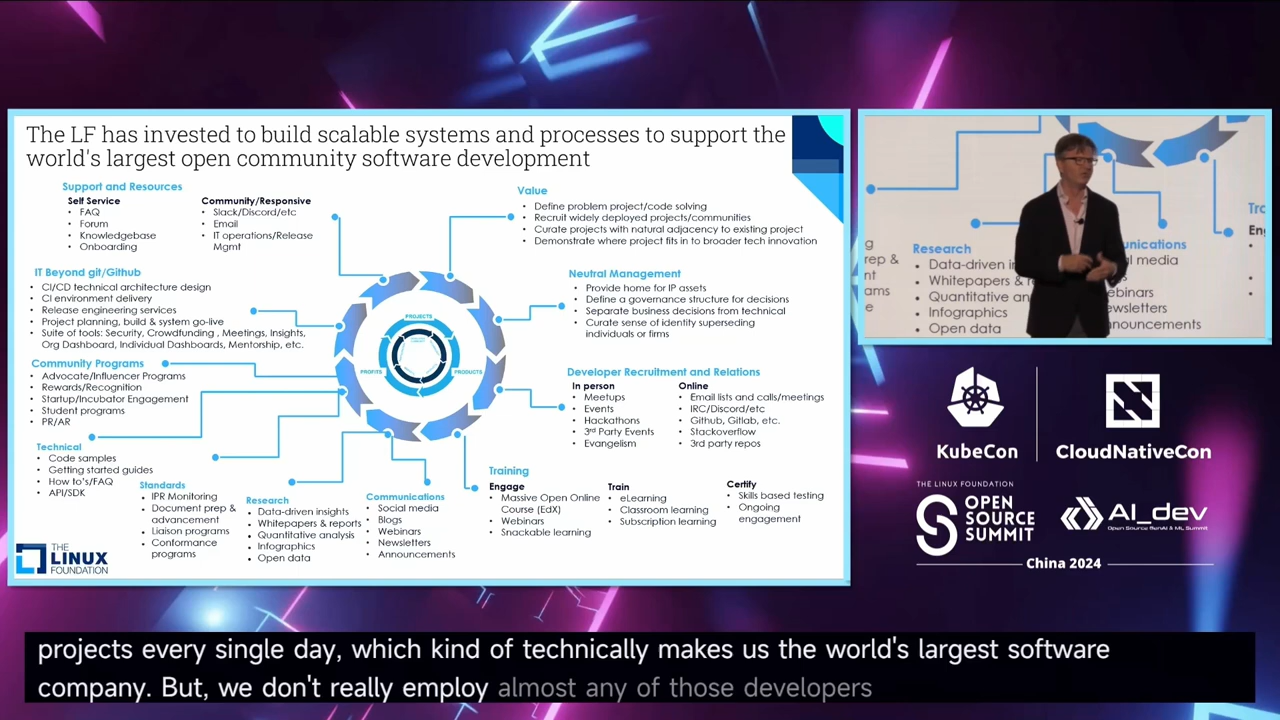 The LF has invested to build scalable systems and processes to support the
world's largest open community software development
Support and Resources
Self Service
• FAQ
• Forum
• Knowledgebase
• Onboarding
Community/Responsive
• Slack/Discord/etc
• Email
• IT operations/Release
Mgmt
Value
• Define problem project/code solving
• Recruit widely deployed projects/communities
• Curate projects with natural adjacency to existing project
• Demonstrate where project fits in to broader tech innovation
IT Beyond git/Github
• CI/CD technical architecture design
• CI environment delivery
• Release engineering services
• Project planning, build & system go-live
• Suite of tools: Security, Crowdfunding , Meetings, Insights,
Org Dashboard, Individual Dashboards, Mentorship, etc.
Neutral Management
• Provide home for IP assets
• Define a governance structure for decisions
• Separate business decisions from technical
• Curate sense of identity superseding
individuals or firms
PROJECTS
PROFITS
PRODUCTS
Community Programs
• Advocate/Influencer Programs
• Rewards/Recognition
• Startup/Incubator Engagement
• Student programs
• PR/AR
Developer Recruitment and Relations
In person
• Meetups
• Events
• Hackathons
• 3rd Party Events
• Evangelism
Online
• Email lists and calls/meetings
• IRC/Discord/etc
• Github, Gitlab, etc.
• Stackoverflow
• 3rd party repos
Technical
• Code samples
• Getting started guides
• How to's/FAQ
• API/SDK
Standards
• IPR Monitoring
• Document prep &
advancement
• Liaison programs
• Conformance
programs
Research
• Data-driven insights
• Whitepapers & reports
• Quantitative analysis
• Infographics
• Open data
Communications
• Social media
• Blogs
• Webinars
• Newsletters
• Announcements
Training
Engage
• Massive Open Online
Course (EdX)
• Webinars
• Snackable learning
Train
• eLearning
• Classroom learning
• Subscription learning
Certify
• Skills based testing
• Ongoing
engagement
THE
LINUX
FOUNDATION
g
rep &
nt
ams
e
Research
• Data-driven in
• Whitepapers & r
• Quantitative an
• Infographics
• Open data
unications
al media
ebinars
ewsletters
nouncements
Tra
En
KubeCon
CloudNativeCon
THE LINUX FOUNDATION
OPEN
SOURCE
SUMMIT
AI_dev
Open Source GenAI & ML Summit
China 2024
projects every single day, which kind of technically makes us the world's largest software
company. But, we don't really employ almost any of those developers